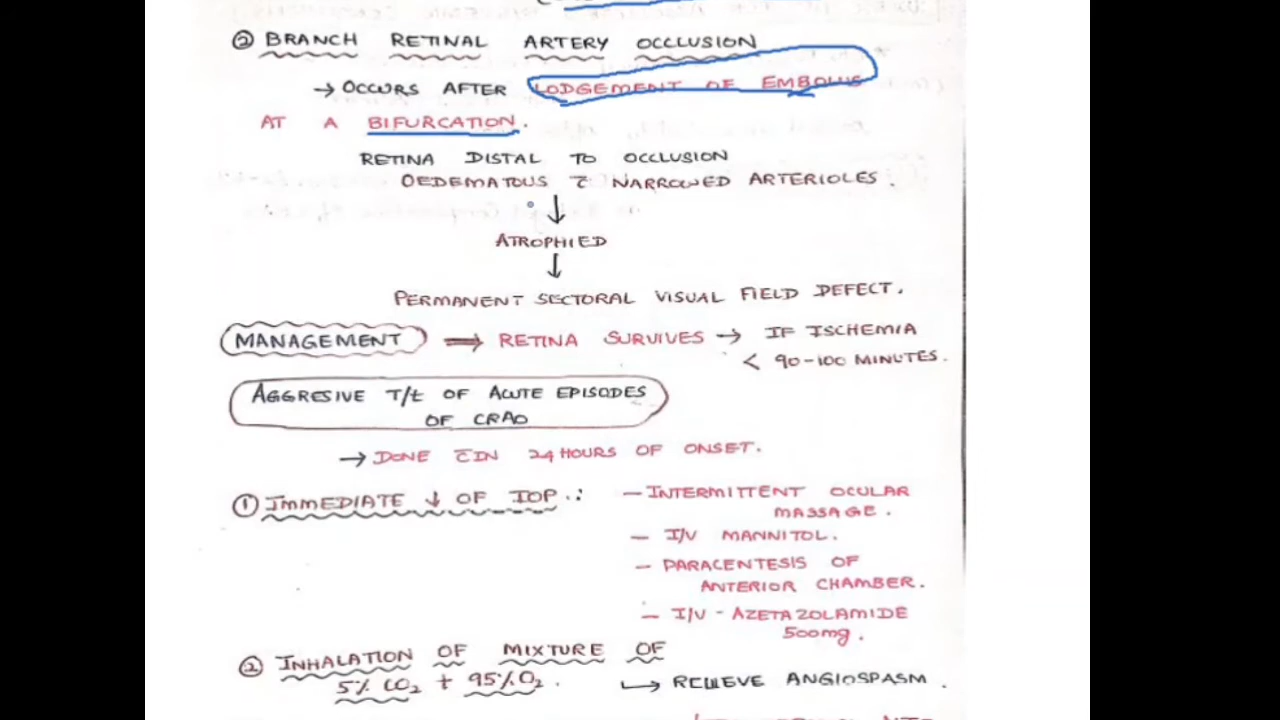 ② BRANCH RETINAL ARTERY OCCLUSION
→ OCCURS AFTER LODGEMENT OF EMBOLUS
AT A BIFURCATION.
RETINA DISTAL TO OCCLUSION
OEDEMATOUS c̄ NARROWED ARTERIOLES.
↓
ATROPHIED
↓
PERMANENT SECTORAL VISUAL FIELD DEFECT.
MANAGEMENT ⇒ RETINA SURVIVES → IF ISCHEMIA
< 90-100 MINUTES.
AGGRESIVE T/t OF ACUTE EPISODES
OF CRAO
→ DONE c̄IN 24 HOURS OF ONSET.
① IMMEDIATE ↓ OF IOP.: - INTERMITTENT OCULAR
MASSAGE.
- I/V MANNITOL.
- PARACENTESIS OF
ANTERIOR CHAMBER.
- I/V - AZETAZOLAMIDE
500mg.
② INHALATION OF MIXTURE OF
5% CO₂ + 95% O₂. ↳ RELIEVE ANGIOSPASM.